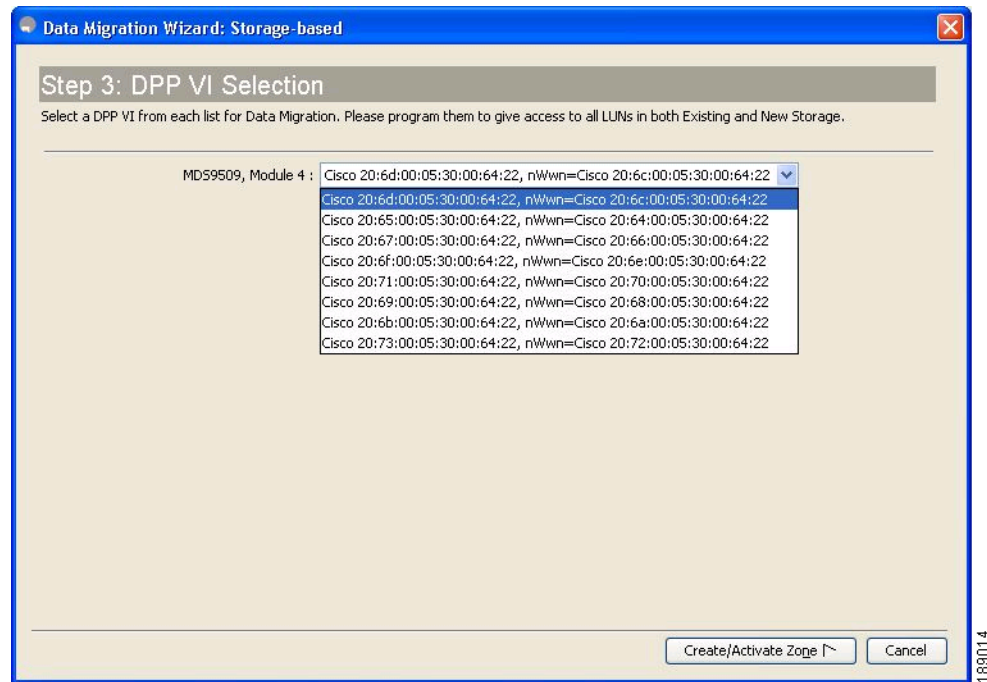 Data Migration Wizard: Storage-based
Step 3: DPP VI Selection
Select a DPP VI from each list for Data Migration. Please program them to give access to all LUNs in both Existing and New Storage.
MDS9509, Module 4 : Cisco 20:6d:00:05:30:00:64:22, nWwn=Cisco 20:6c:00:05:30:00:64:22
Cisco 20:6d:00:05:30:00:64:22, nWwn=Cisco 20:6c:00:05:30:00:64:22
Cisco 20:65:00:05:30:00:64:22, nWwn=Cisco 20:64:00:05:30:00:64:22
Cisco 20:67:00:05:30:00:64:22, nWwn=Cisco 20:66:00:05:30:00:64:22
Cisco 20:6f:00:05:30:00:64:22, nWwn=Cisco 20:6e:00:05:30:00:64:22
Cisco 20:71:00:05:30:00:64:22, nWwn=Cisco 20:70:00:05:30:00:64:22
Cisco 20:69:00:05:30:00:64:22, nWwn=Cisco 20:68:00:05:30:00:64:22
Cisco 20:6b:00:05:30:00:64:22, nWwn=Cisco 20:6a:00:05:30:00:64:22
Cisco 20:73:00:05:30:00:64:22, nWwn=Cisco 20:72:00:05:30:00:64:22
Create/Activate Zone Cancel
189014